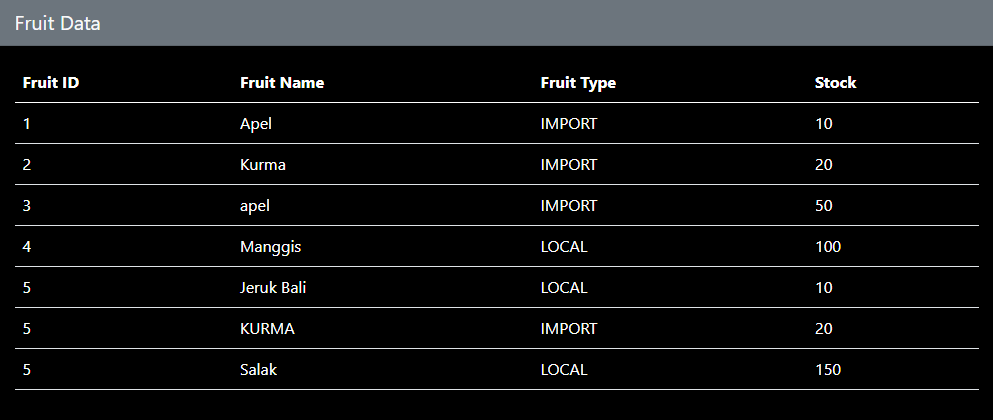 Fruit Data
Fruit ID Fruit Name Fruit Type Stock
1 Apel IMPORT 10
2 Kurma IMPORT 20
3 apel IMPORT 50
4 Manggis LOCAL 100
5 Jeruk Bali LOCAL 10
5 KURMA IMPORT 20
5 Salak LOCAL 150